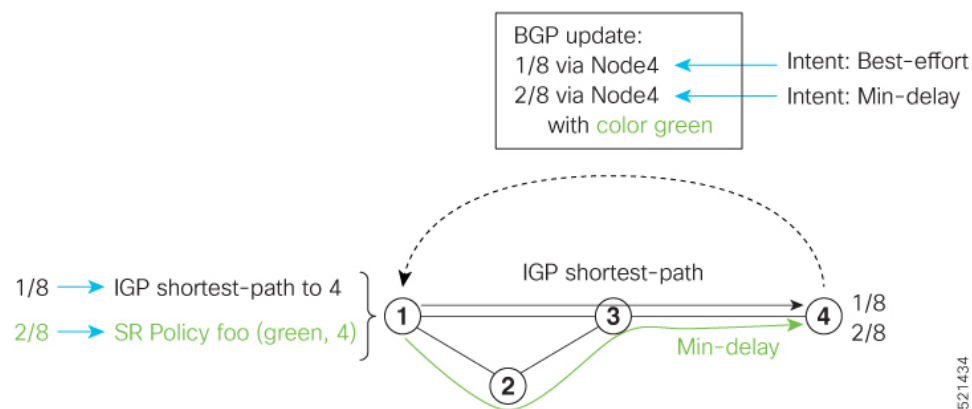 BGP update:
1/8 via Node4
Intent: Best-effort
2/8 via Node4
Intent: Min-delay
with color green
IGP shortest-path
1/8
IGP shortest-path to 4
2/8
SR Policy foo (green, 4)
1
3
4
1/8
2/8
Min-delay
2
521434